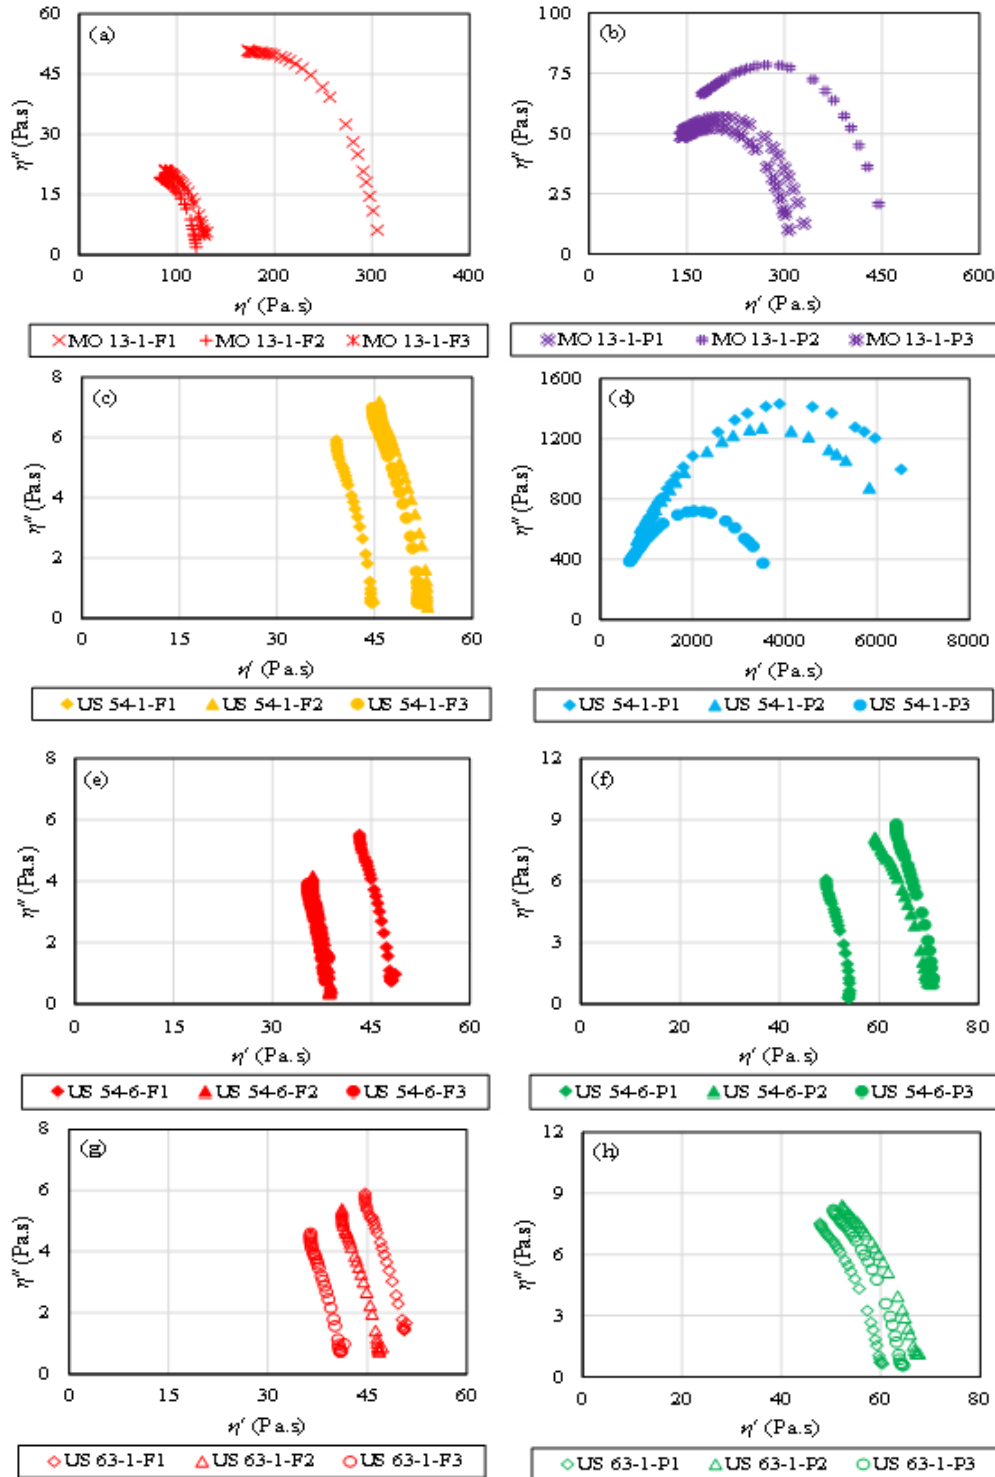 (a)
60
45
30
15
0
0 100 200 300 400
η″ (Pa.s)
η′ (Pa.s)
MO 13-1-F1 MO 13-1-F2 MO 13-1-F3
(b)
100
75
50
25
0
0 150 300 450 600
η″ (Pa.s)
η′ (Pa.s)
MO 13-1-P1 MO 13-1-P2 MO 13-1-P3
(c)
8
6
4
2
0
0 15 30 45 60
η″ (Pa.s)
η′ (Pa.s)
US 54-1-F1 US 54-1-F2 US 54-1-F3
(d)
1600
1200
800
400
0
0 2000 4000 6000 8000
η″ (Pa.s)
η′ (Pa.s)
US 54-1-P1 US 54-1-P2 US 54-1-P3
(e)
8
6
4
2
0
0 15 30 45 60
η″ (Pa.s)
η′ (Pa.s)
US 54-6-F1 US 54-6-F2 US 54-6-F3
(f)
12
9
6
3
0
0 20 40 60 80
η″ (Pa.s)
η′ (Pa.s)
US 54-6-P1 US 54-6-P2 US 54-6-P3
(g)
8
6
4
2
0
0 15 30 45 60
η″ (Pa.s)
η′ (Pa.s)
US 63-1-F1 US 63-1-F2 US 63-1-F3
(h)
12
9
6
3
0
0 20 40 60 80
η″ (Pa.s)
η′ (Pa.s)
US 63-1-P1 US 63-1-P2 US 63-1-P3